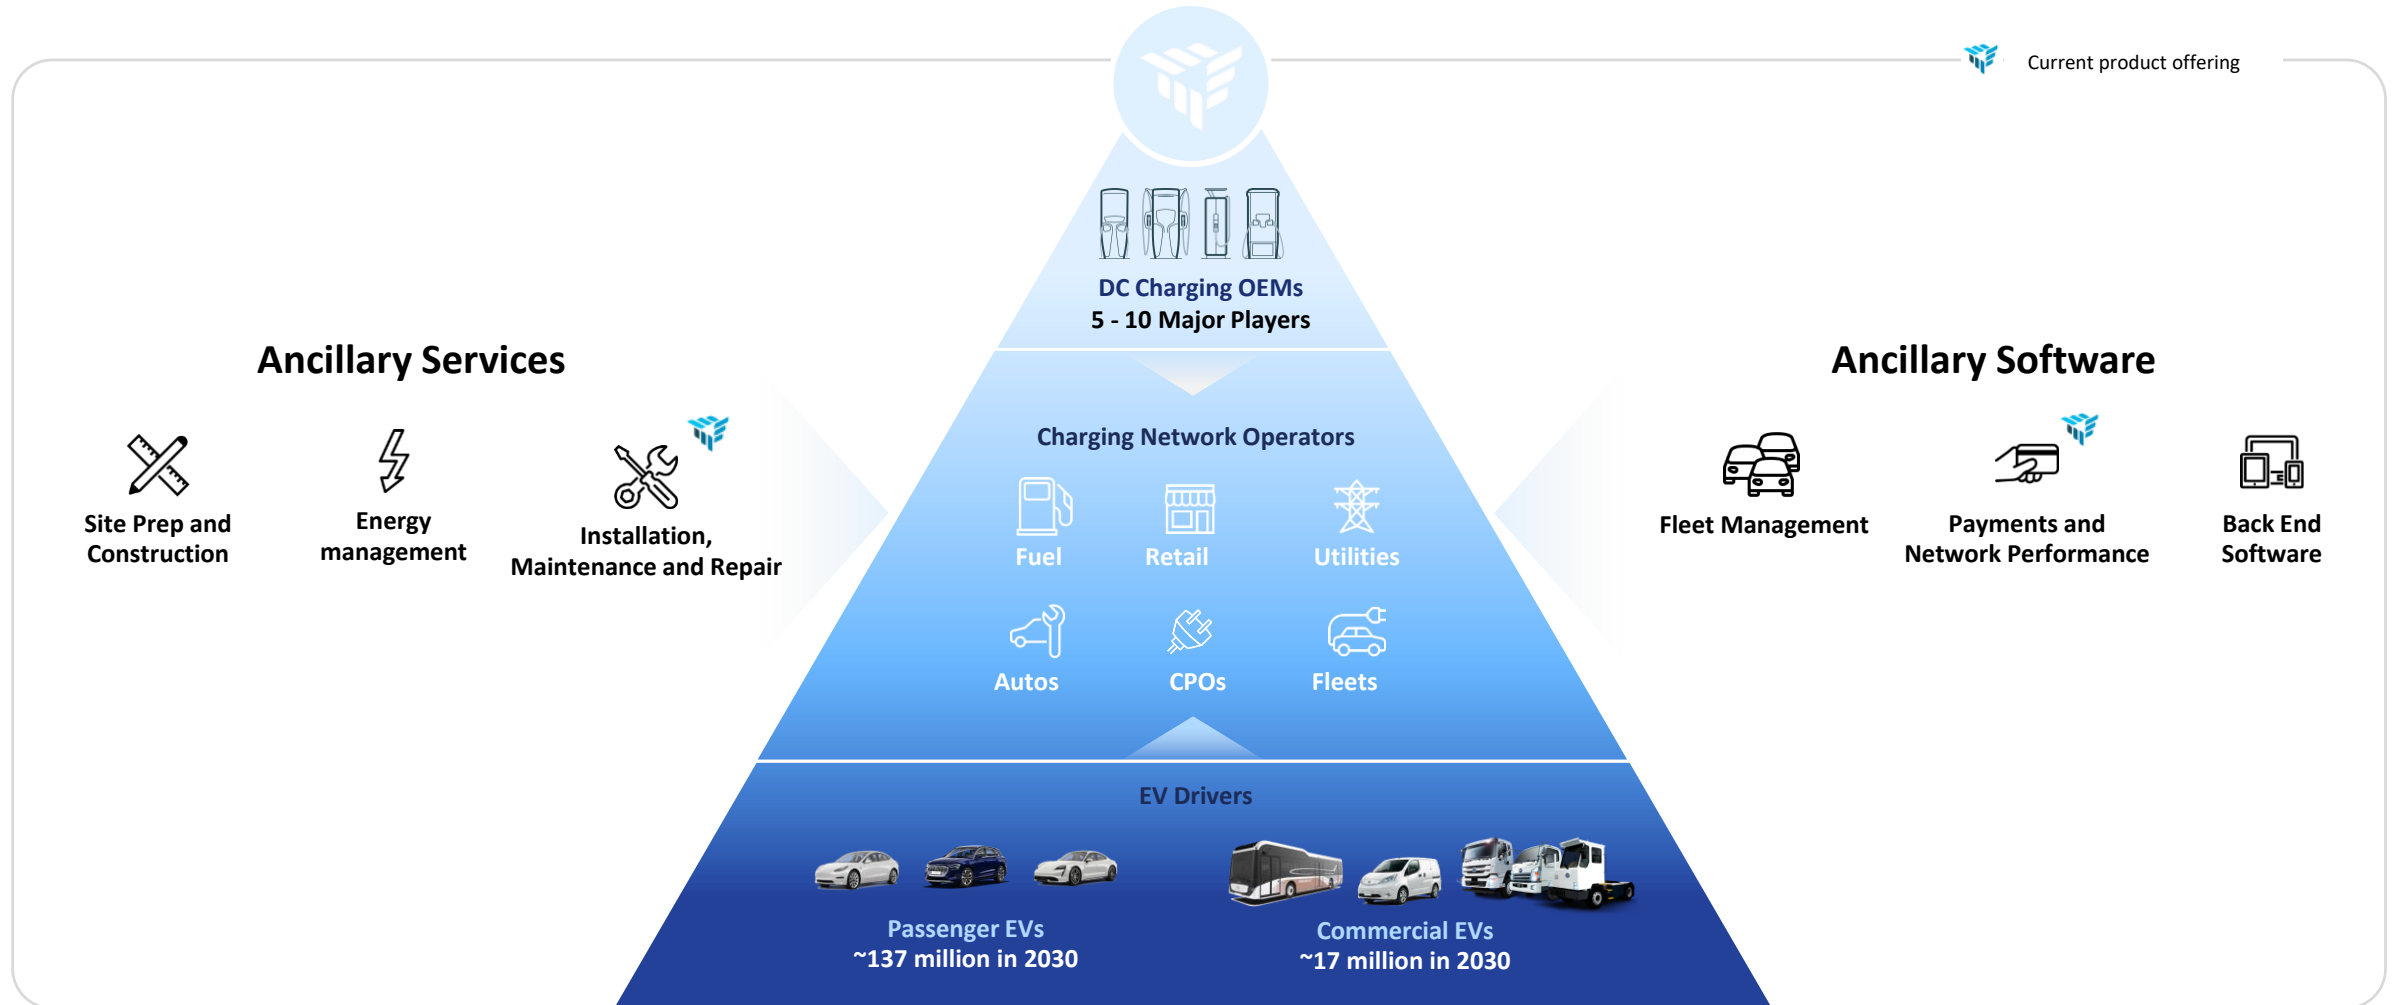 Current product offering
DC Charging OEMs
5 - 10 Major Players
Ancillary Services
Site Prep and
Construction
Energy
management
Installation,
Maintenance and Repair
Charging Network Operators
Fuel
Retail
Utilities
Autos
CPOs
Fleets
Ancillary Software
Fleet Management
Payments and
Network Performance
Back End
Software
EV Drivers
Passenger EVs
~137 million in 2030
Commercial EVs
~17 million in 2030